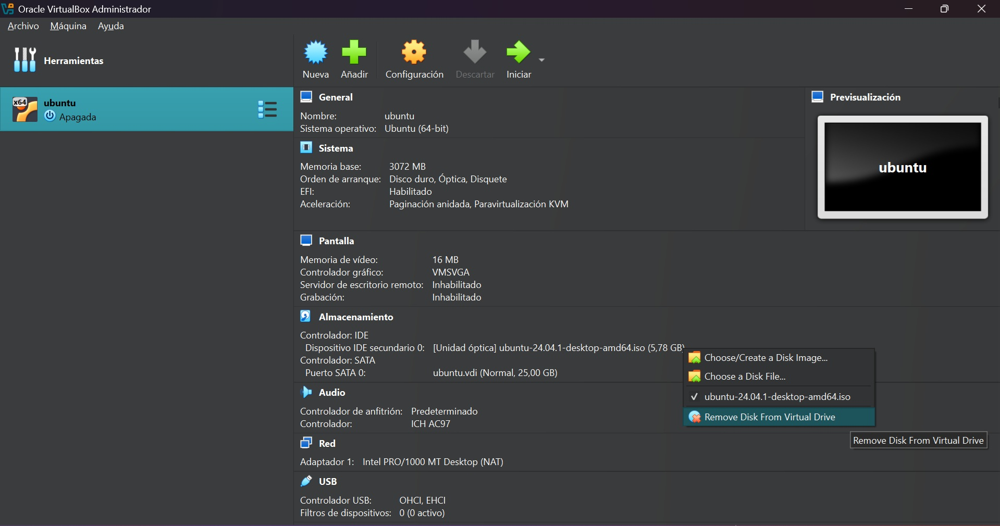 Oracle VirtualBox Administrador
Archivo Máquina Ayuda
Herramientas
Nueva Añadir Configuración Descartar Iniciar
x64
ubuntu
Apagada
General
Nombre: ubuntu
Sistema operativo: Ubuntu (64-bit)
Previsualización
ubuntu
Sistema
Memoria base: 3072 MB
Orden de arranque: Disco duro, Óptica, Disquete
EFI: Habilitado
Aceleración: Paginación anidada, Paravirtualización KVM
Pantalla
Memoria de vídeo: 16 MB
Controlador gráfico: VMSVGA
Servidor de escritorio remoto: Inhabilitado
Grabación: Inhabilitado
Almacenamiento
Controlador: IDE
Dispositivo IDE secundario 0: [Unidad óptica] ubuntu-24.04.1-desktop-amd64.iso (5,78 GB)
Controlador: SATA
Puerto SATA 0: ubuntu.vdi (Normal, 25,00 GB)
Choose/Create a Disk Image...
Choose a Disk File...
ubuntu-24.04.1-desktop-amd64.iso
Remove Disk From Virtual Drive
Remove Disk From Virtual Drive
Audio
Controlador de anfitrión: Predeterminado
Controlador: ICH AC97
Red
Adaptador 1: Intel PRO/1000 MT Desktop (NAT)
USB
Controlador USB: OHCI, EHCI
Filtros de dispositivos: 0 (0 activo)